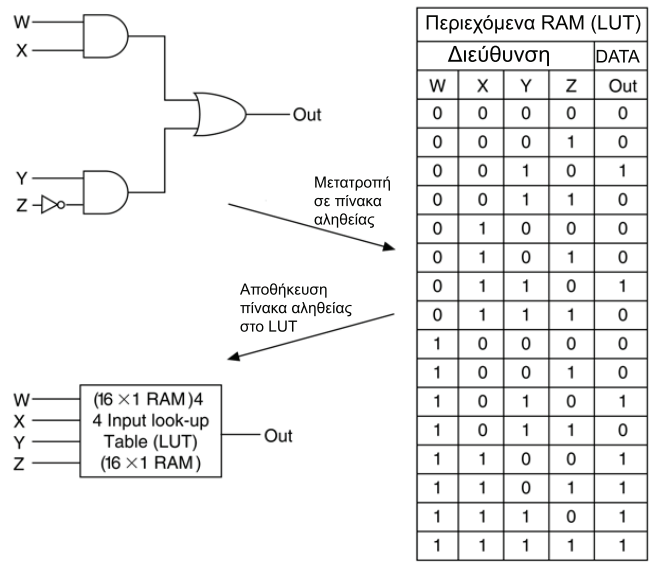 W
X
Y
Z
Out
Μετατροπή
σε πίνακα
αληθείας
Αποθήκευση
πίνακα αληθείας
στο LUT
W
X
Y
Z
(16 ×1 RAM)4
4 Input look-up
Table (LUT)
(16 ×1 RAM)
Out
Περιεχόμενα RAM (LUT)
Διεύθυνση DATA
W X Y Z Out
0 0 0 0 0
0 0 0 1 0
0 0 1 0 1
0 0 1 1 0
0 1 0 0 0
0 1 0 1 0
0 1 1 0 1
0 1 1 1 0
1 0 0 0 0
1 0 0 1 0
1 0 1 0 1
1 0 1 1 0
1 1 0 0 1
1 1 0 1 1
1 1 1 0 1
1 1 1 1 1